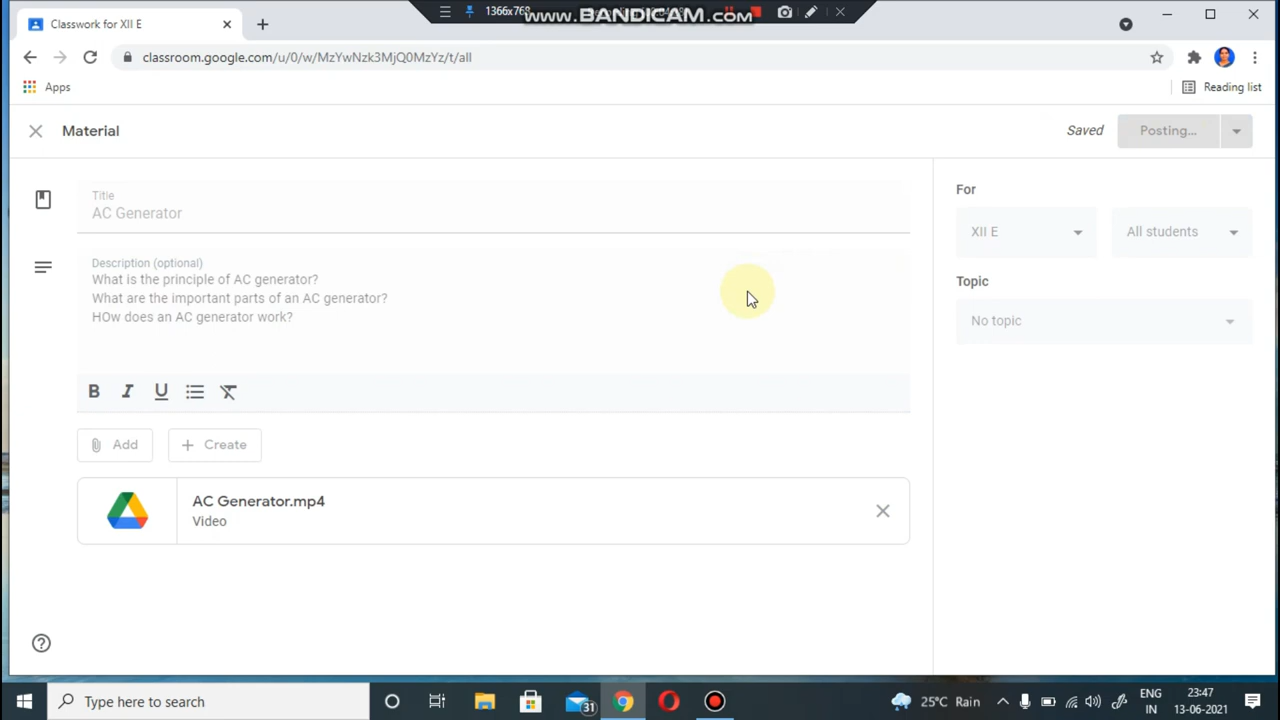 1366x768
www.BANDICAM.com
Classwork for XII E
classroom.google.com/u/0/w/MzYwNzk3MjQ0MzYz/t/all
Apps
Reading list
Material
Saved
Posting...
Title
AC Generator
Description (optional)
What is the principle of AC generator?
What are the important parts of an AC generator?
HOw does an AC generator work?
B I U
Add
Create
AC Generator.mp4
Video
For
XII E
All students
Topic
No topic
Type here to search
31
25°C Rain
ENG
IN
23:47
13-06-2021